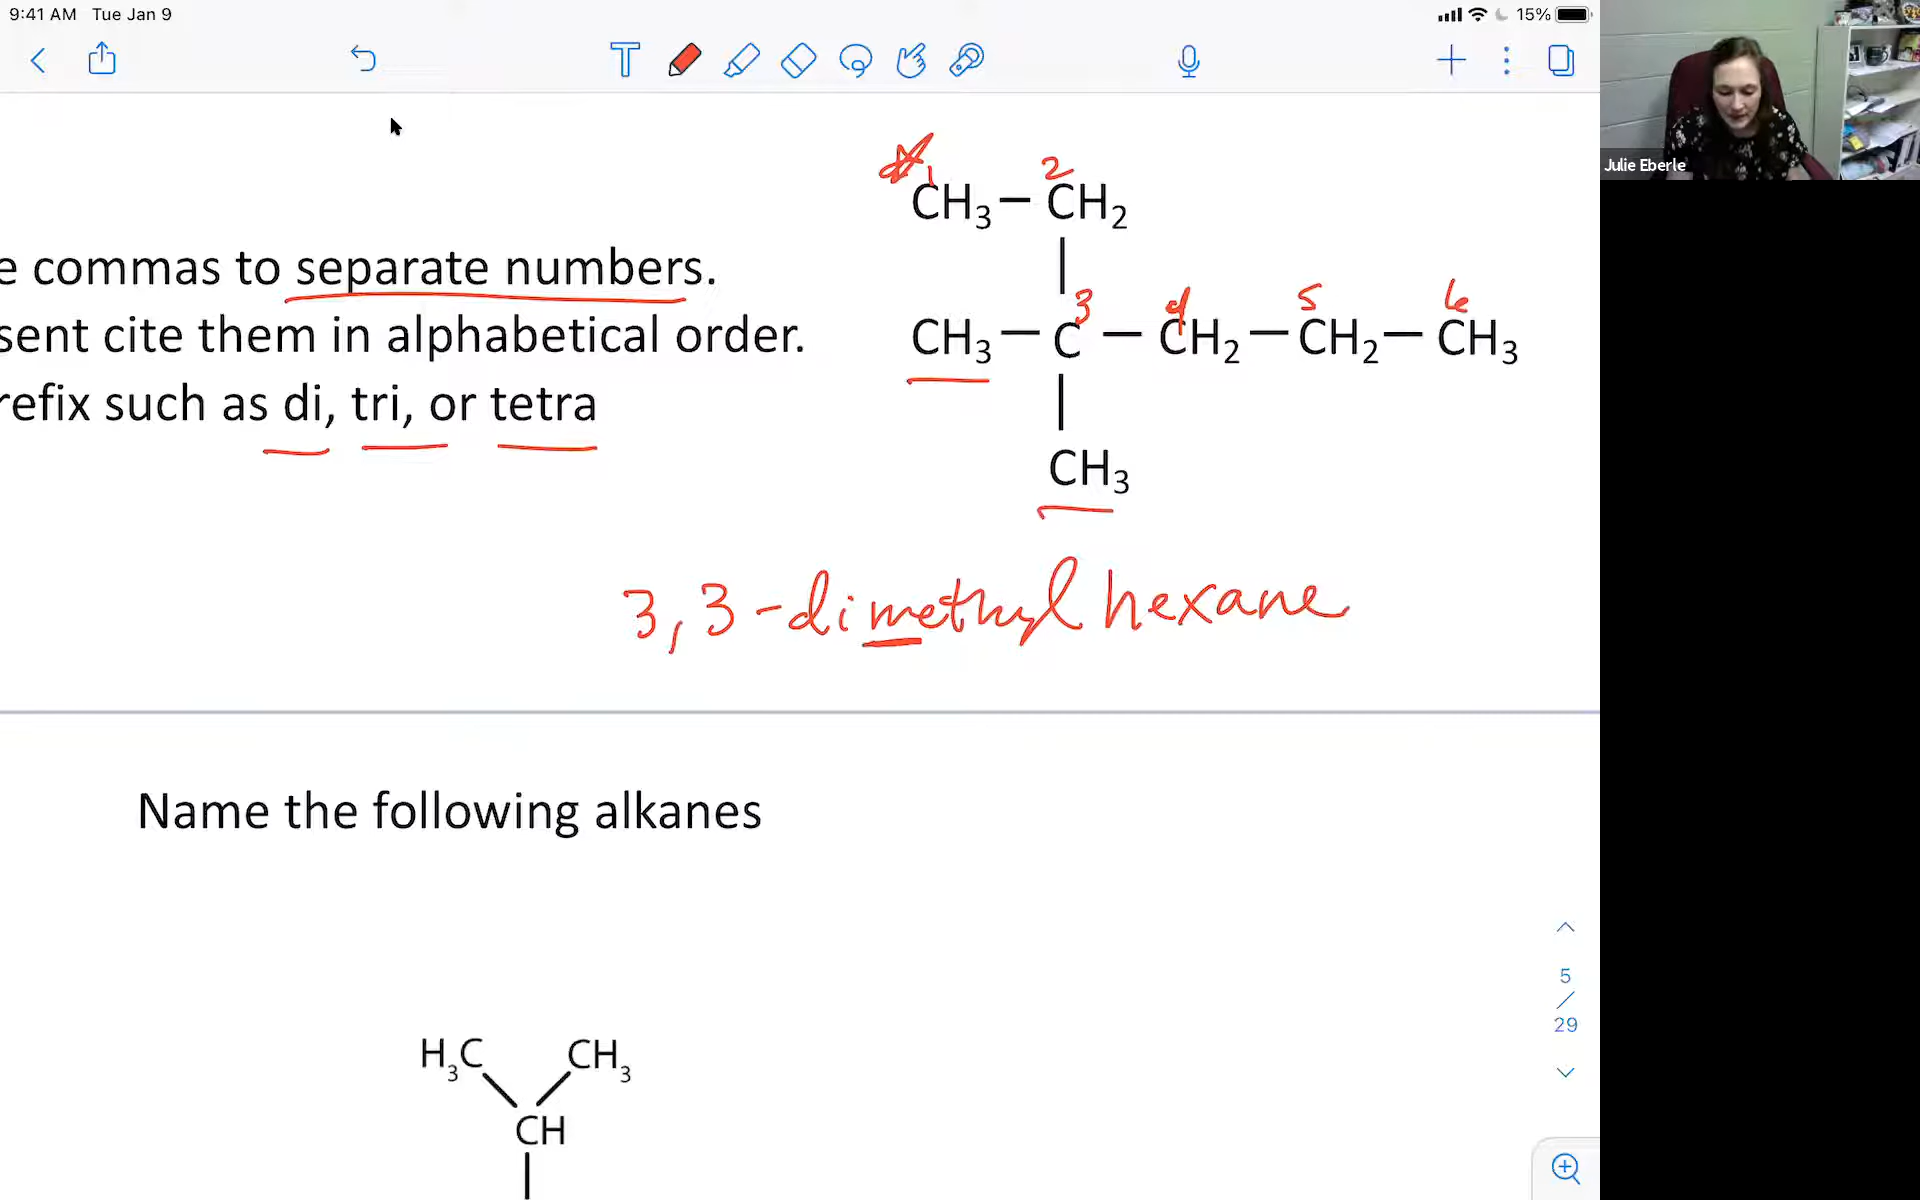 9:41 AM Tue Jan 9
15%
Julie Eberle
1 2
CH3 – CH2
e commas to separate numbers.
3 4 5 6
sent cite them in alphabetical order.
CH3 — C — CH2 — CH2 — CH3
refix such as di, tri, or tetra
CH3
3,3-dimethyl hexane
Name the following alkanes
5
/
29
H3C CH3
CH